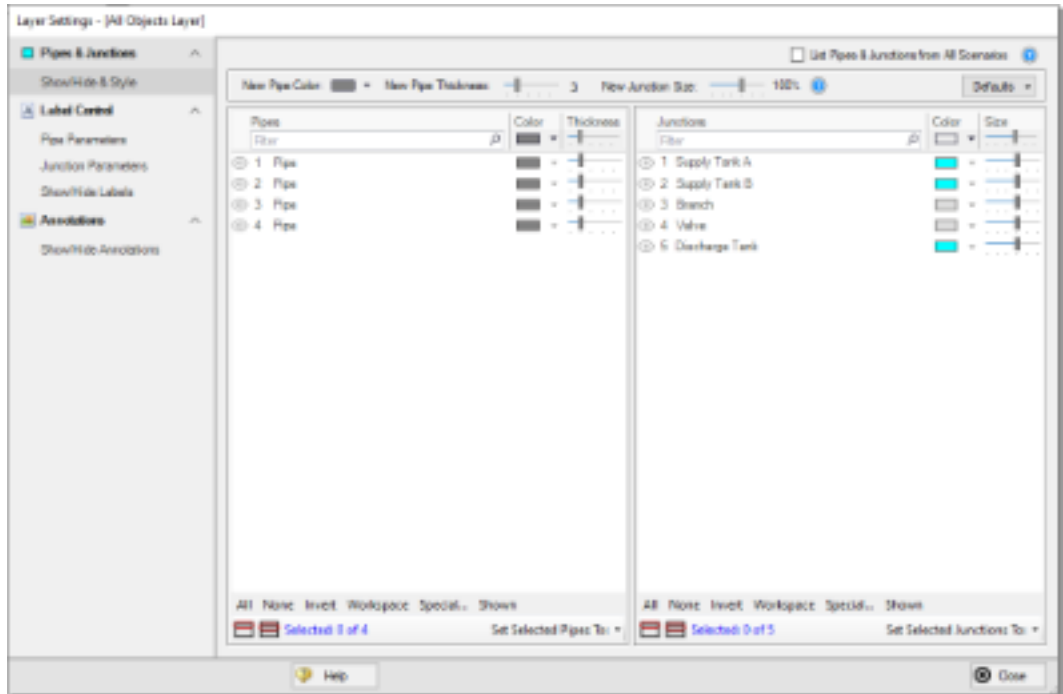 Layer Settings - [All Objects Layer]
Pipes & Junctions
Show/Hide & Style
Label Control
Pipe Parameters
Junction Parameters
Show/Hide Labels
Annotations
Show/Hide Annotations
List Pipes & Junctions from All Scenarios
New Pipe Color: New Pipe Thickness: 3 New Junction Size: 100% Defaults
Pipes Color Thickness
Filter
1 Pipe
2 Pipe
3 Pipe
4 Pipe
All None Invert Workspace Special... Shown
Selected: 0 of 4 Set Selected Pipes To:
Junctions Color Size
Filter
1 Supply Tank A
2 Supply Tank B
3 Branch
4 Valve
5 Discharge Tank
All None Invert Workspace Special... Shown
Selected: 0 of 5 Set Selected Junctions To:
Help
Close